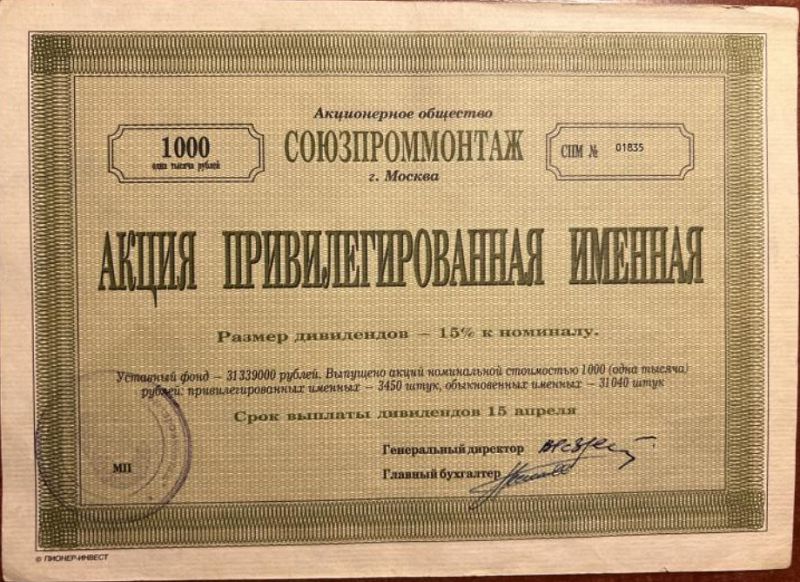 Акционерное общество
СОЮЗПРОММОНТАЖ
г. Москва
1000
одна тысяча рублей
СПМ № 01835
АКЦИЯ ПРИВИЛЕГИРОВАННАЯ ИМЕННАЯ
Размер дивидендов — 15% к номиналу.
Уставный фонд — 31339000 рублей. Выпущено акций номинальной стоимостью 1000 (одна тысяча)
рублей: привилегированных именных — 3450 штук, обыкновенных именных — 31040 штук
Срок выплаты дивидендов 15 апреля
Генеральный директор
МП
Главный бухгалтер
© ПИОНЕР-ИНВЕСТ